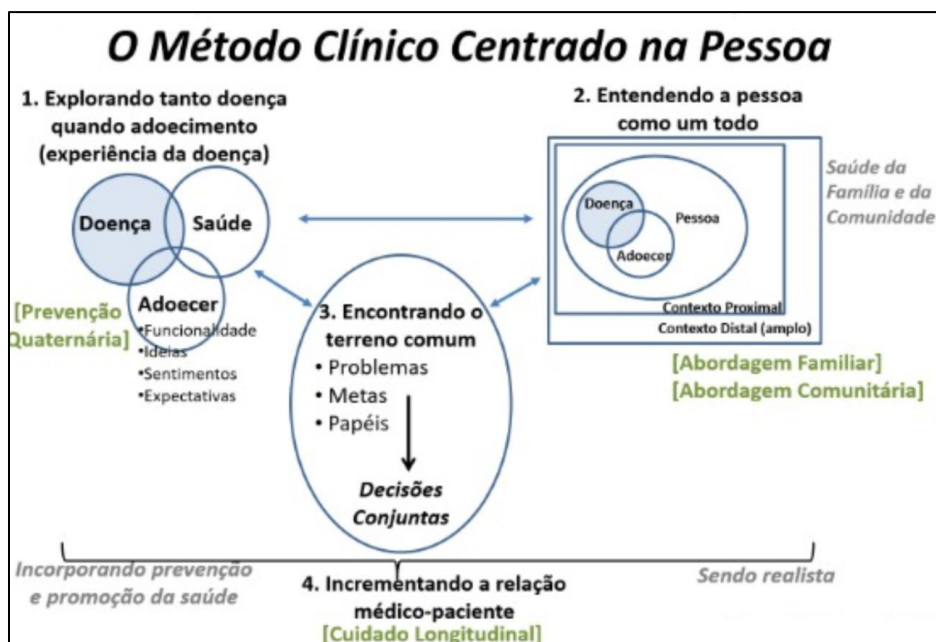 O Método Clínico Centrado na Pessoa
1. Explorando tanto doença
quando adoecimento
(experiência da doença)
Doença
Saúde
Adoecer
•Funcionalidade
•Ideias
•Sentimentos
•Expectativas
[Prevenção
Quaternária]
2. Entendendo a pessoa
como um todo
Doença
Pessoa
Adoecer
Contexto Proximal
Contexto Distal (amplo)
Saúde da
Família e da
Comunidade
[Abordagem Familiar]
[Abordagem Comunitária]
3. Encontrando o
terreno comum
• Problemas
• Metas
• Papéis
Decisões
Conjuntas
Incorporando prevenção
e promoção da saúde
4. Incrementando a relação
médico-paciente
[Cuidado Longitudinal]
Sendo realista